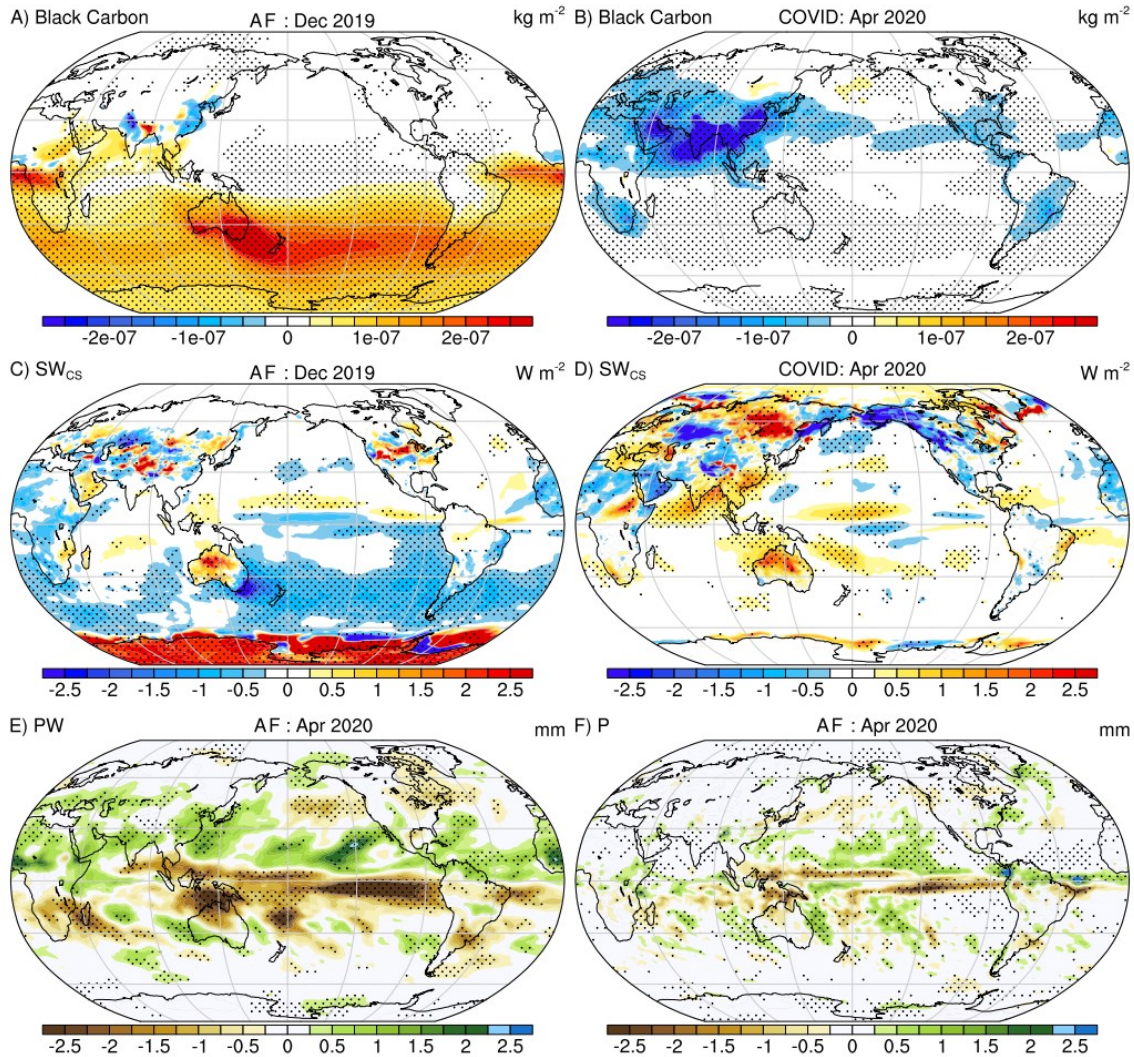 A) Black Carbon AF : Dec 2019 kg m-2
B) Black Carbon COVID: Apr 2020 kg m-2
-2e-07 -1e-07 0 1e-07 2e-07
-2e-07 -1e-07 0 1e-07 2e-07
C) SWCS AF : Dec 2019 W m-2
D) SWCS COVID: Apr 2020 W m-2
-2.5 -2 -1.5 -1 -0.5 0 0.5 1 1.5 2 2.5
-2.5 -2 -1.5 -1 -0.5 0 0.5 1 1.5 2 2.5
E) PW AF : Apr 2020 mm
F) P AF : Apr 2020 mm
-2.5 -2 -1.5 -1 -0.5 0 0.5 1 1.5 2 2.5
-2.5 -2 -1.5 -1 -0.5 0 0.5 1 1.5 2 2.5